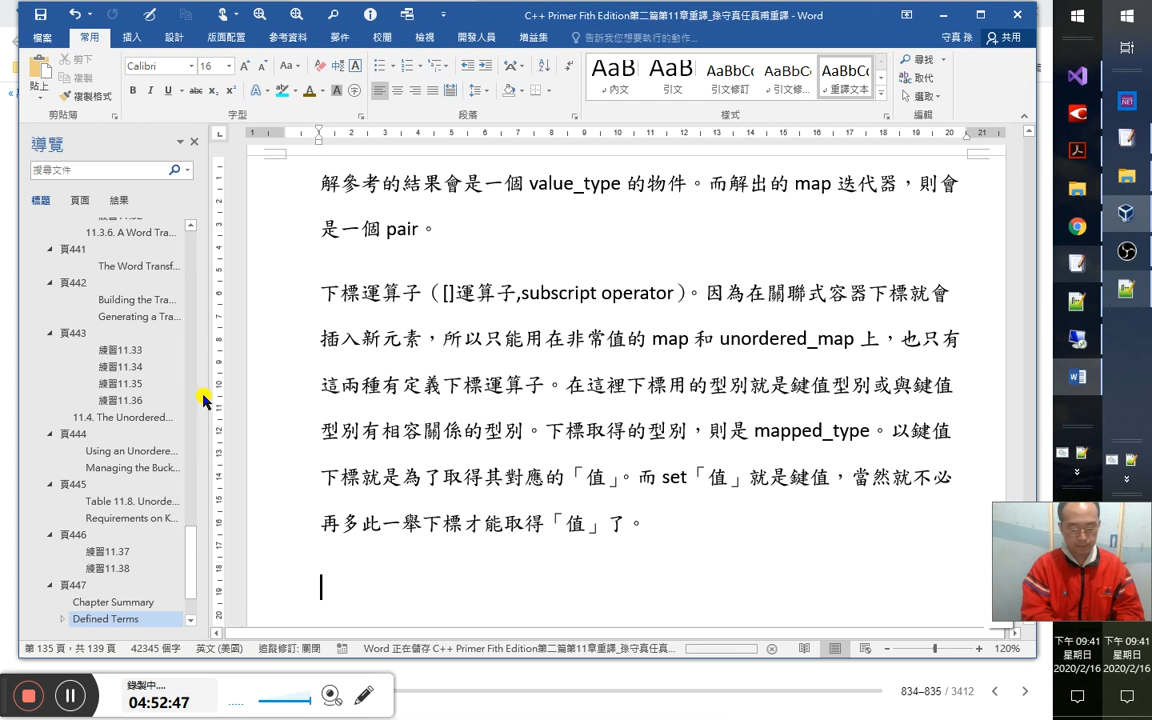 C++ Primer Fith Edition第二篇第11章重譯_孫守真任真甫重譯 - Word
檔案 常用 插入 設計 版面配置 參考資料 郵件 校閱 檢視 開發人員 增益集 告訴我您想要執行的動作... 守真 孫 共用
貼上 剪下 複製 複製格式 剪貼簿
Calibri 16 字型
段落
AaB 內文 AaB 引文 AaBbCc 引文修訂 AaBbCc 引文修... AaBbCc 重譯文本 樣式
尋找 取代 選取 編輯
導覽
搜尋文件
標題 頁面 結果
11.3.6. A Word Tra...
頁441
The Word Transf...
頁442
Building the Tra...
Generating a Tra...
頁443
練習11.33
練習11.34
練習11.35
練習11.36
11.4. The Unordered...
頁444
Using an Unordere...
Managing the Buck...
頁445
Table 11.8. Unorde...
Requirements on K...
頁446
練習11.37
練習11.38
頁447
Chapter Summary
Defined Terms
解參考的結果會是一個 value_type 的物件。而解出的 map 迭代器，則會
是一個 pair。
下標運算子（[]運算子,subscript operator）。因為在關聯式容器下標就會
插入新元素，所以只能用在非常值的 map 和 unordered_map 上，也只有
這兩種有定義下標運算子。在這裡下標用的型別就是鍵值型別或與鍵值
型別有相容關係的型別。下標取得的型別，則是 mapped_type。以鍵值
下標就是為了取得其對應的「值」。而 set「值」就是鍵值，當然就不必
再多此一舉下標才能取得「值」了。
第 135 頁，共 139 頁 42345 個字 英文 (美國) 追蹤修訂: 關閉 Word 正在儲存 C++ Primer Fith Edition第二篇第11章重譯_孫守真任真... 120%
錄製中....
04:52:47
834–835 / 3412
下午 09:41 下午 09:41
星期日 星期日
2020/2/16 2020/2/16